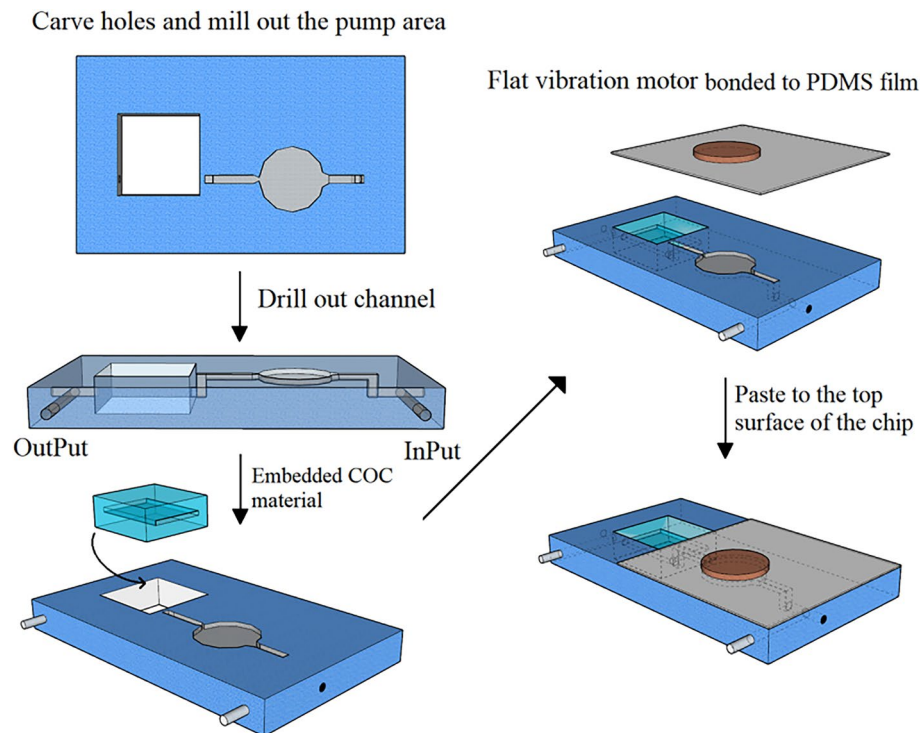 Carve holes and mill out the pump area
Drill out channel
OutPut
InPut
Embedded COC
material
Flat vibration motor bonded to PDMS film
Paste to the top
surface of the chip